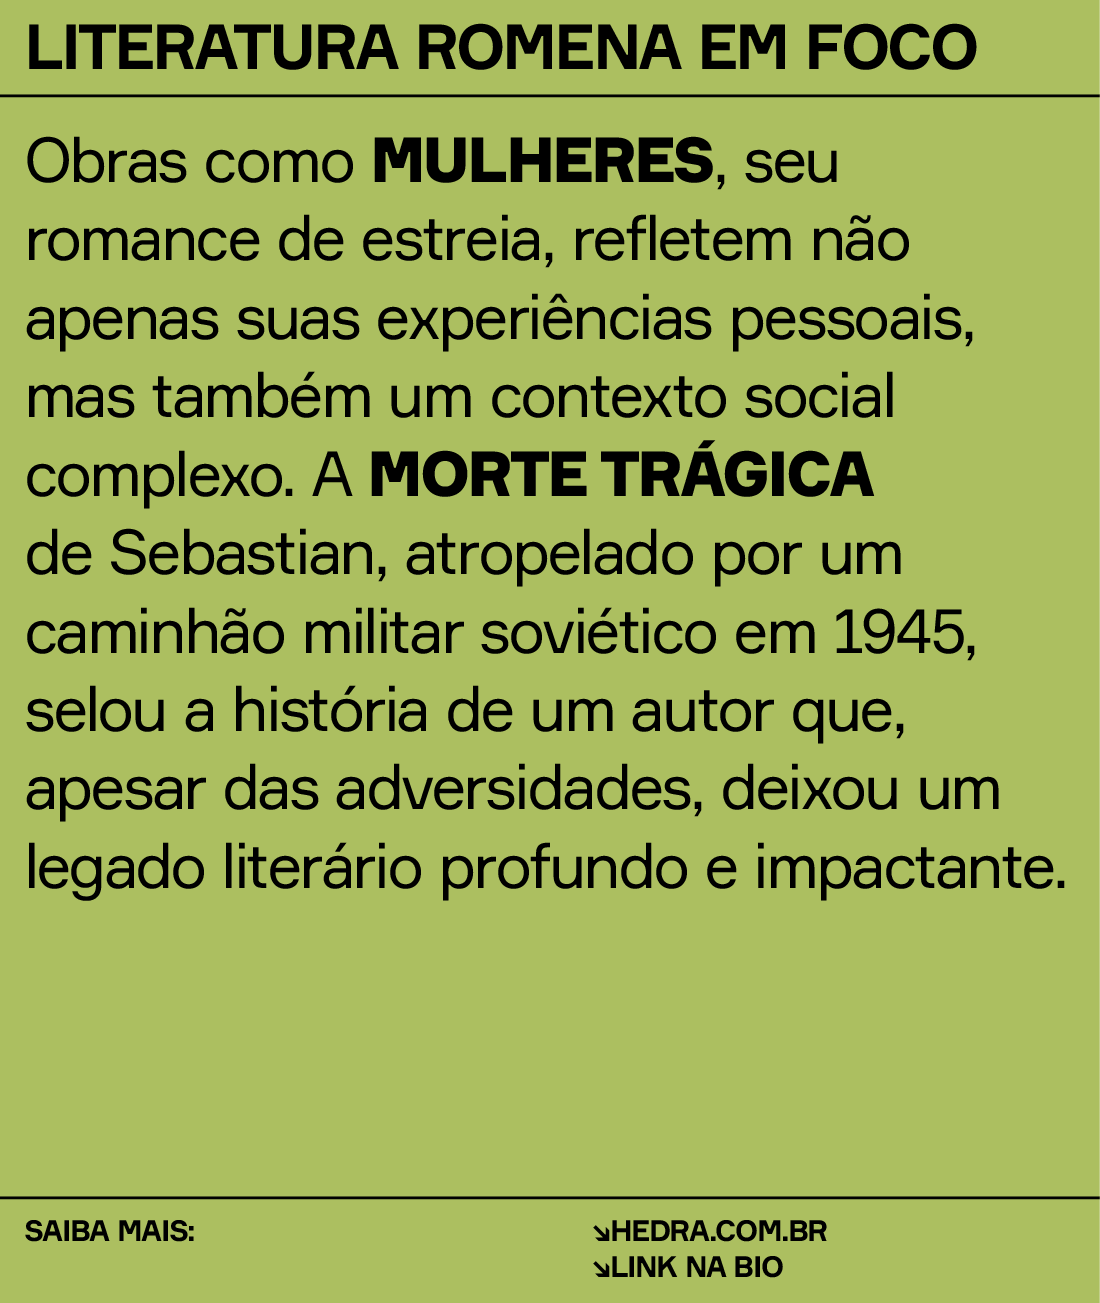 LITERATURA ROMENA EM FOCO
Obras como MULHERES, seu
romance de estreia, refletem não
apenas suas experiências pessoais,
mas também um contexto social
complexo. A MORTE TRÁGICA
de Sebastian, atropelado por um
caminhão militar soviético em 1945,
selou a história de um autor que,
apesar das adversidades, deixou um
legado literário profundo e impactante.
SAIBA MAIS:
↘HEDRA.COM.BR
↘LINK NA BIO